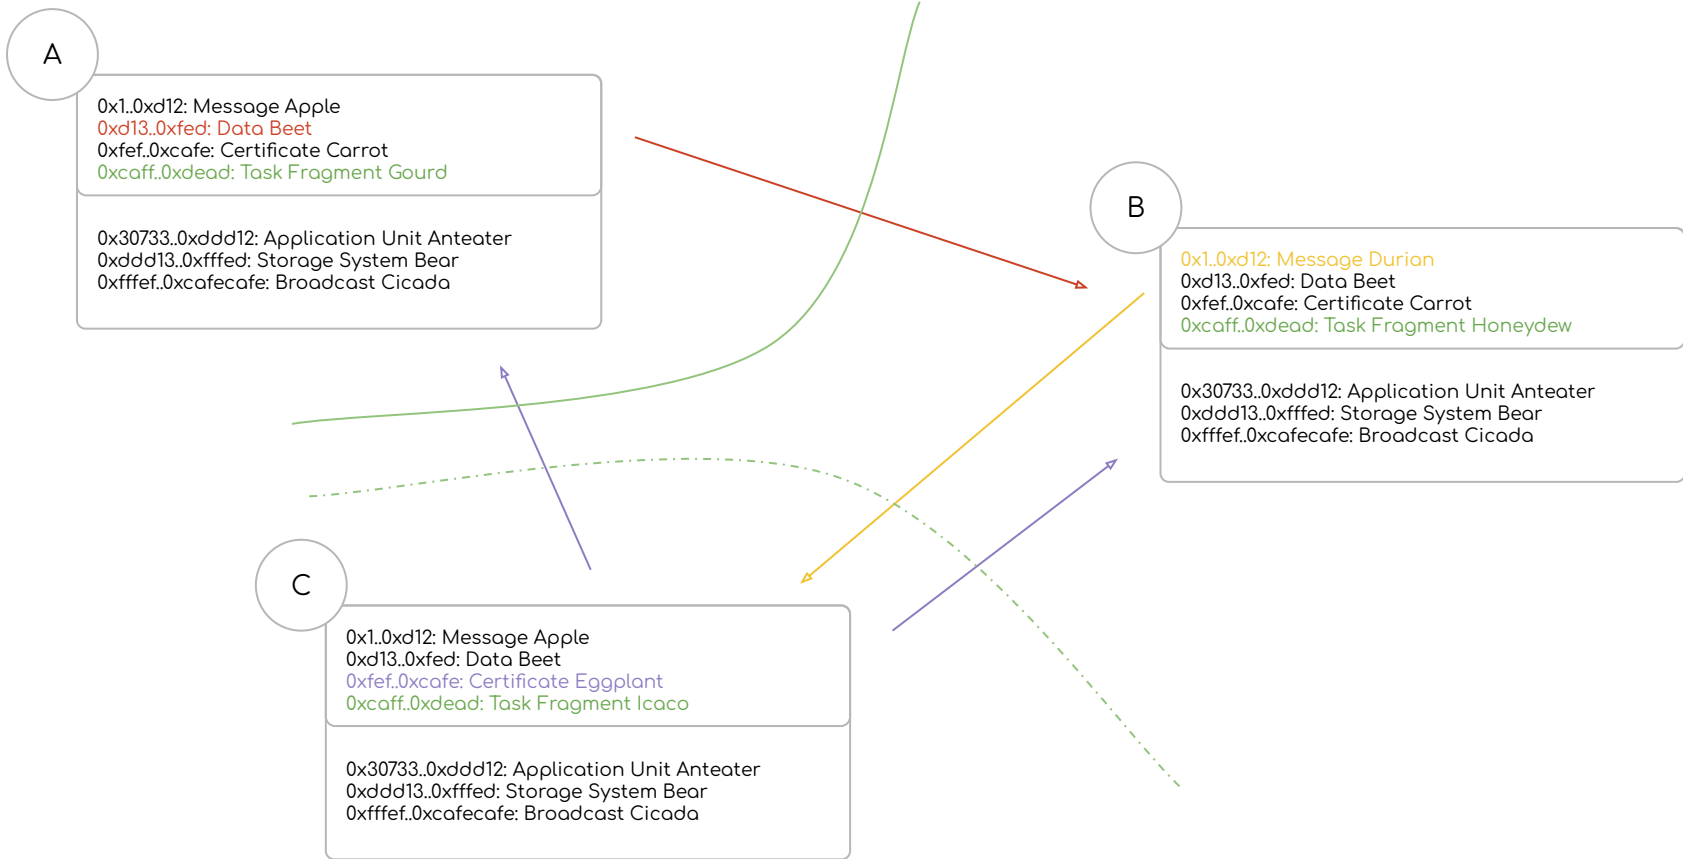 A
0x1..0xd12: Message Apple
0xd13..0xfed: Data Beet
0xfef..0xcafe: Certificate Carrot
0xcaff..0xdead: Task Fragment Gourd
0x30733..0xddd12: Application Unit Anteater
0xddd13..0xfffed: Storage System Bear
0xfffef..0xcafecafe: Broadcast Cicada
B
0x1..0xd12: Message Durian
0xd13..0xfed: Data Beet
0xfef..0xcafe: Certificate Carrot
0xcaff..0xdead: Task Fragment Honeydew
0x30733..0xddd12: Application Unit Anteater
0xddd13..0xfffed: Storage System Bear
0xfffef..0xcafecafe: Broadcast Cicada
C
0x1..0xd12: Message Apple
0xd13..0xfed: Data Beet
0xfef..0xcafe: Certificate Eggplant
0xcaff..0xdead: Task Fragment Icaco
0x30733..0xddd12: Application Unit Anteater
0xddd13..0xfffed: Storage System Bear
0xfffef..0xcafecafe: Broadcast Cicada